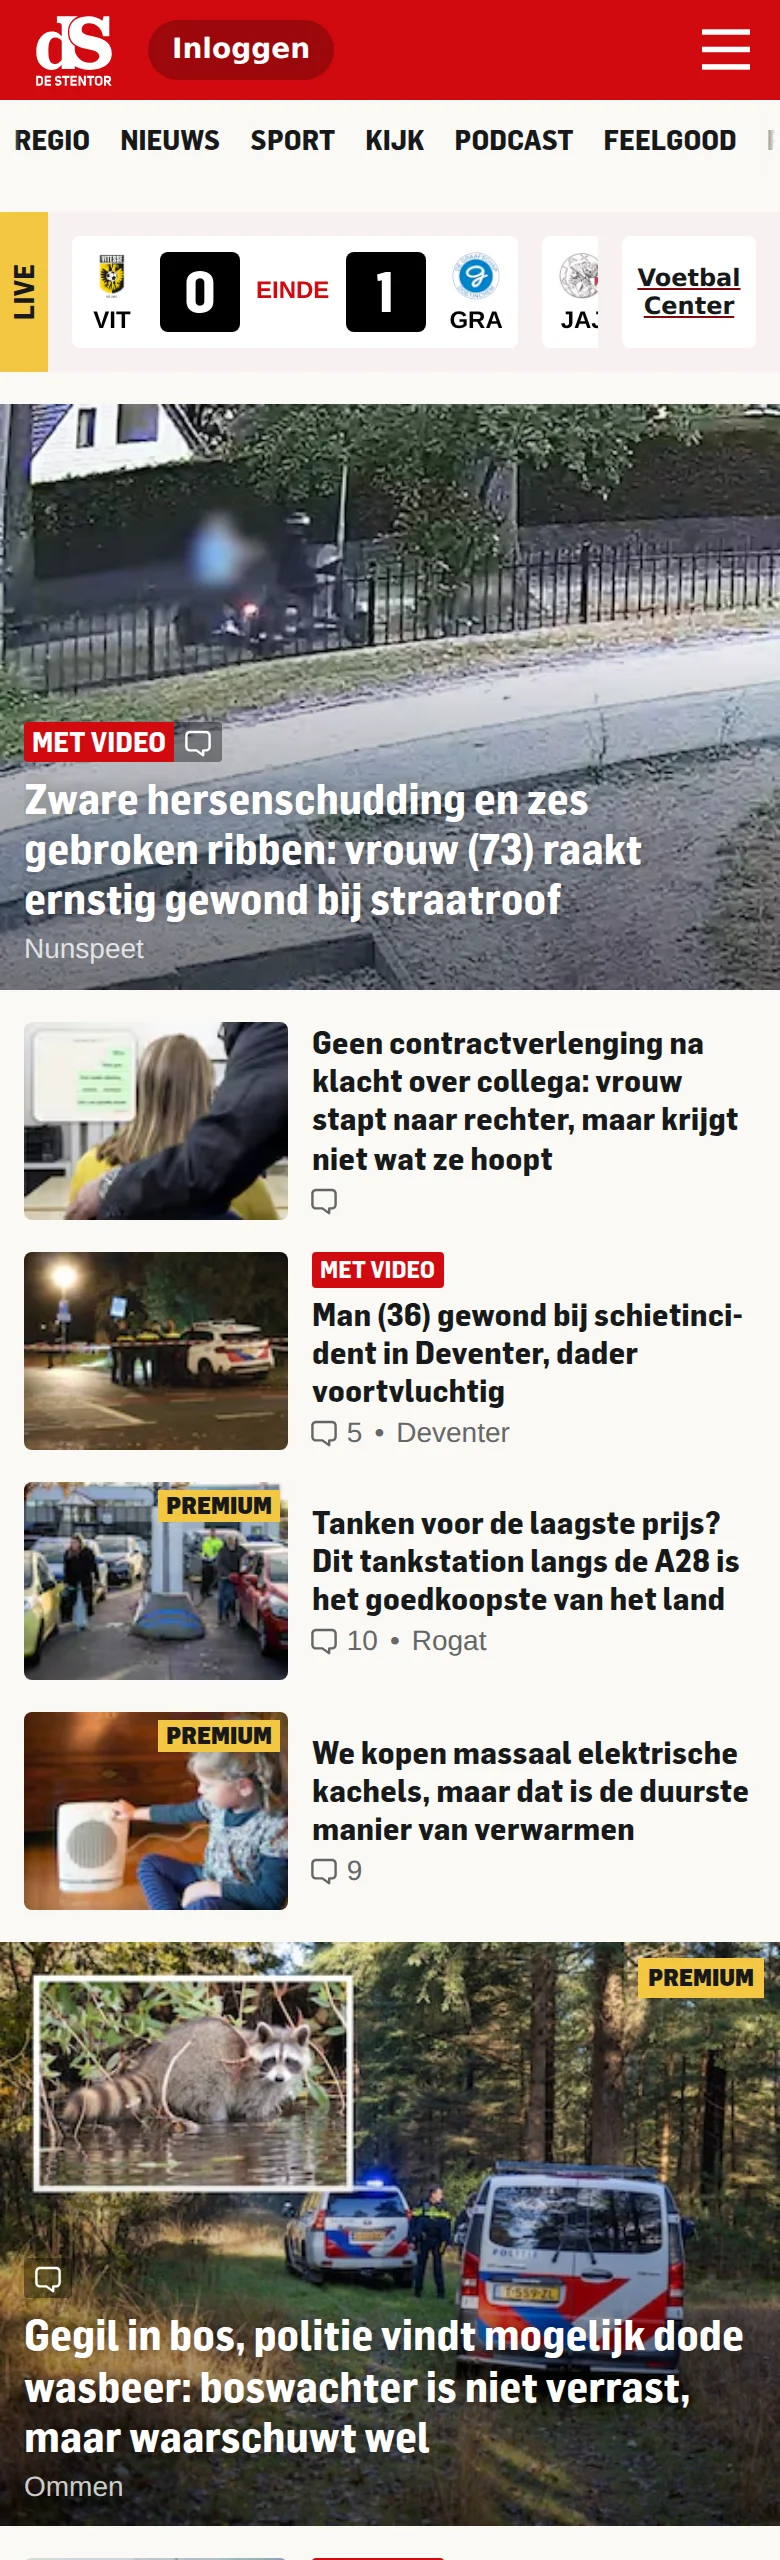 dS
DE STENTOR
Inloggen
REGIO NIEUWS SPORT KIJK PODCAST FEELGOOD
LIVE
VITESSE
VIT
0
EINDE
1
GRA
JAJ
Voetbal
Center
MET VIDEO
Zware hersenschudding en zes
gebroken ribben: vrouw (73) raakt
ernstig gewond bij straatroof
Nunspeet
Geen contractverlenging na
klacht over collega: vrouw
stapt naar rechter, maar krijgt
niet wat ze hoopt
MET VIDEO
Man (36) gewond bij schietinci-
dent in Deventer, dader
voortvluchtig
5 • Deventer
PREMIUM
Tanken voor de laagste prijs?
Dit tankstation langs de A28 is
het goedkoopste van het land
10 • Rogat
PREMIUM
We kopen massaal elektrische
kachels, maar dat is de duurste
manier van verwarmen
9
PREMIUM
POLITIE
Gegil in bos, politie vindt mogelijk dode
wasbeer: boswachter is niet verrast,
maar waarschuwt wel
Ommen